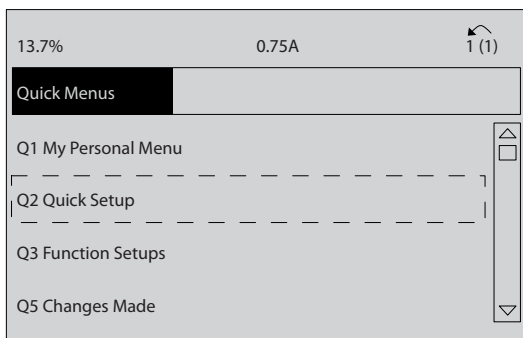 13.7% 0.75A 1 (1)
Quick Menus
Q1 My Personal Menu
Q2 Quick Setup
Q3 Function Setups
Q5 Changes Made